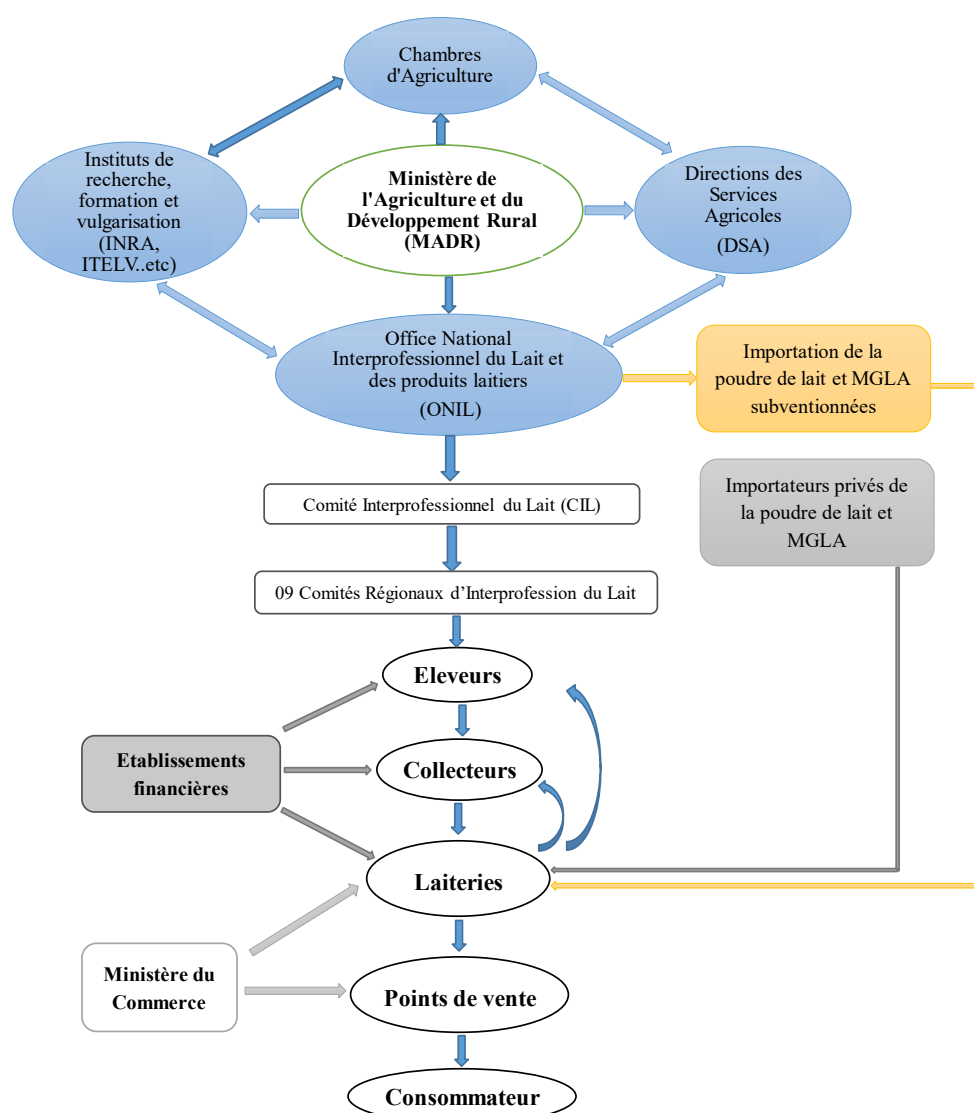 Chambres
d'Agriculture
Instituts de
recherche,
formation et
vulgarisation
(INRA,
ITELV..etc)
Ministère de
l'Agriculture et du
Développement Rural
(MADR)
Directions des
Services
Agricoles
(DSA)
Office National
Interprofessionnel du Lait et
des produits laitiers
(ONIL)
Importation de la
poudre de lait et MGLA
subventionnées
Comité Interprofessionnel du Lait (CIL)
Importateurs privés de
la poudre de lait et
MGLA
09 Comités Régionaux d’Interprofession du Lait
Eleveurs
Etablissements
financières
Collecteurs
Laiteries
Ministère du
Commerce
Points de vente
Consommateur